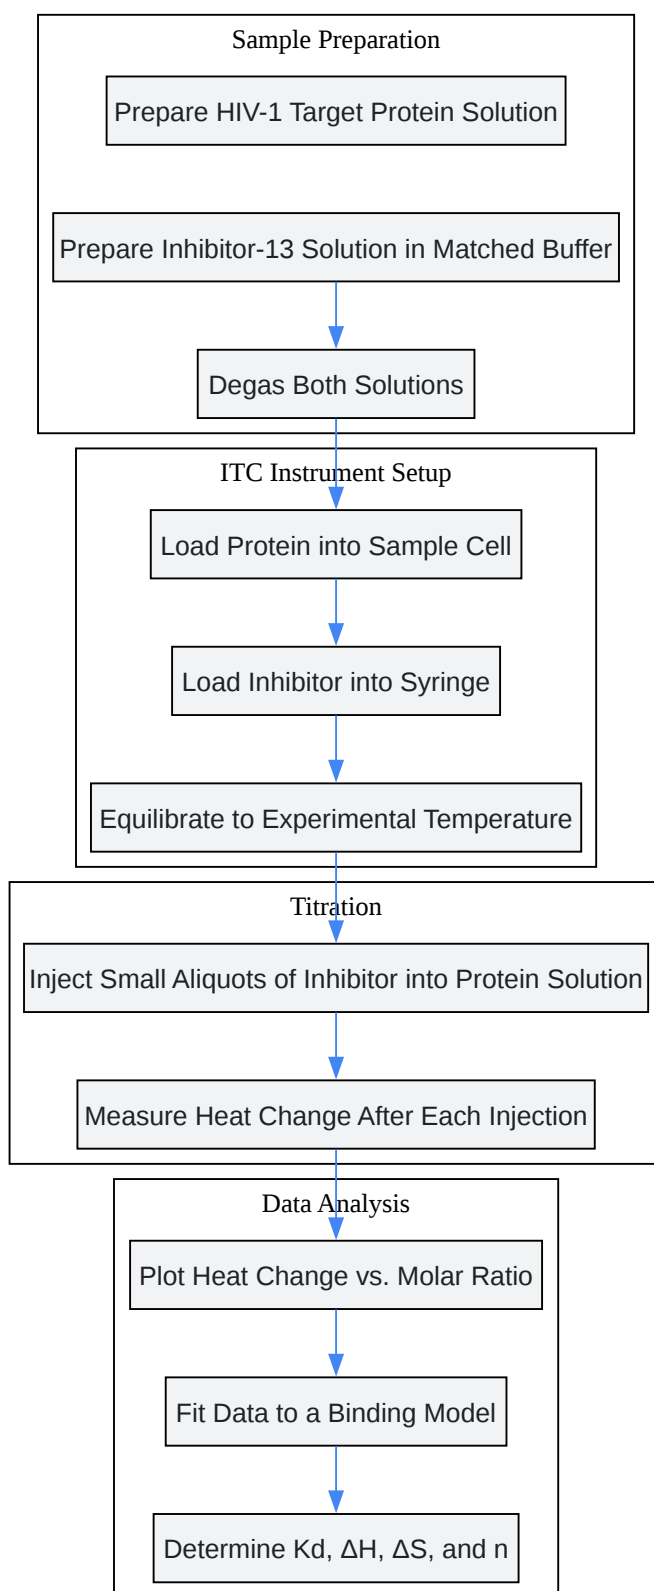 Sample Preparation
Prepare HIV-1 Target Protein Solution
Prepare Inhibitor-13 Solution in Matched Buffer
Degas Both Solutions
ITC Instrument Setup
Load Protein into Sample Cell
Load Inhibitor into Syringe
Equilibrate to Experimental Temperature
Titration
Inject Small Aliquots of Inhibitor into Protein Solution
Measure Heat Change After Each Injection
Data Analysis
Plot Heat Change vs. Molar Ratio
Fit Data to a Binding Model
Determine Kd, ΔH, ΔS, and n